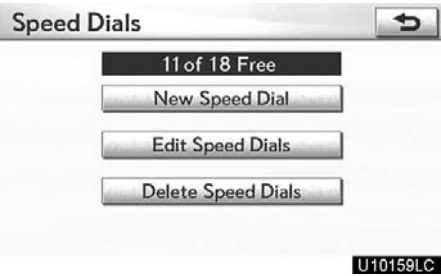 Speed Dials
11 of 18 Free
New Speed Dial
Edit Speed Dials
Delete Speed Dials
U10159LC